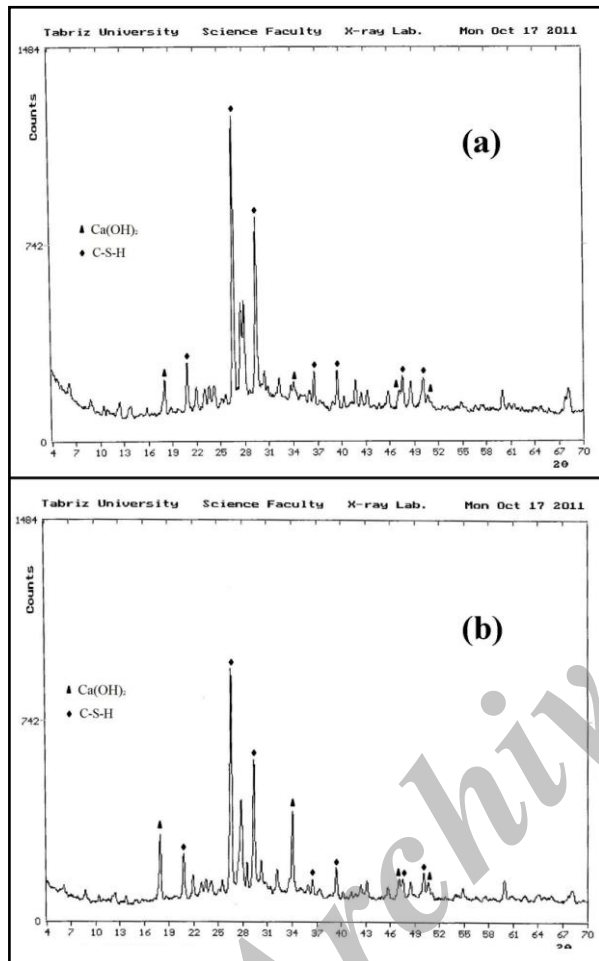 Tabriz University Science Faculty X-ray Lab. Mon Oct 17 2011
1484
Counts
(a)
▲ Ca(OH)₂
♦ C-S-H
742
0
4 7 10 13 16 19 22 25 28 31 34 37 40 43 46 49 52 55 58 61 64 67 70
2θ
Tabriz University Science Faculty X-ray Lab. Mon Oct 17 2011
1484
Counts
(b)
▲ Ca(OH)₂
♦ C-S-H
742
0
4 7 10 13 16 19 22 25 28 31 34 37 40 43 46 49 52 55 58 61 64 67 70
2θ
Archiv